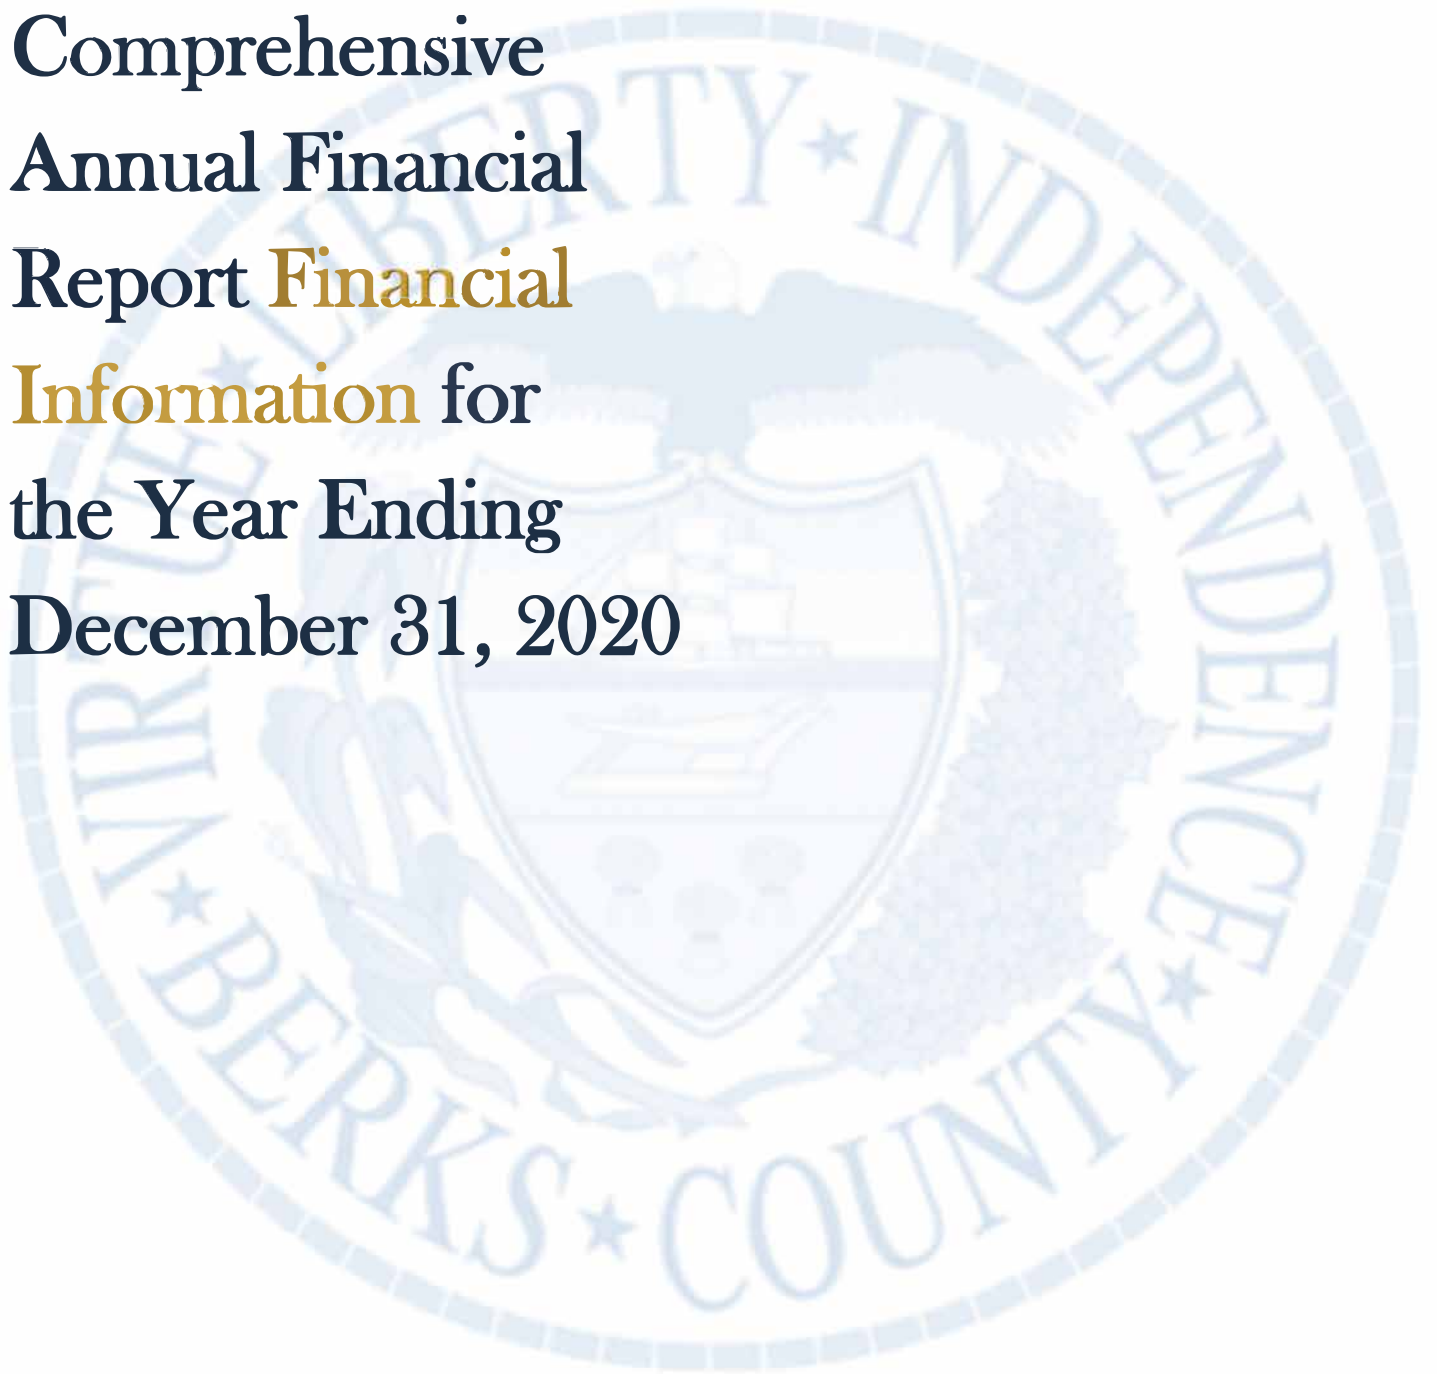 Comprehensive
Annual Financial
Report Financial
Information for
the Year Ending
December 31, 2020
VIRTUE ★ LIBERTY ★ INDEPENDENCE ★
BERKS ★ COUNTY ★